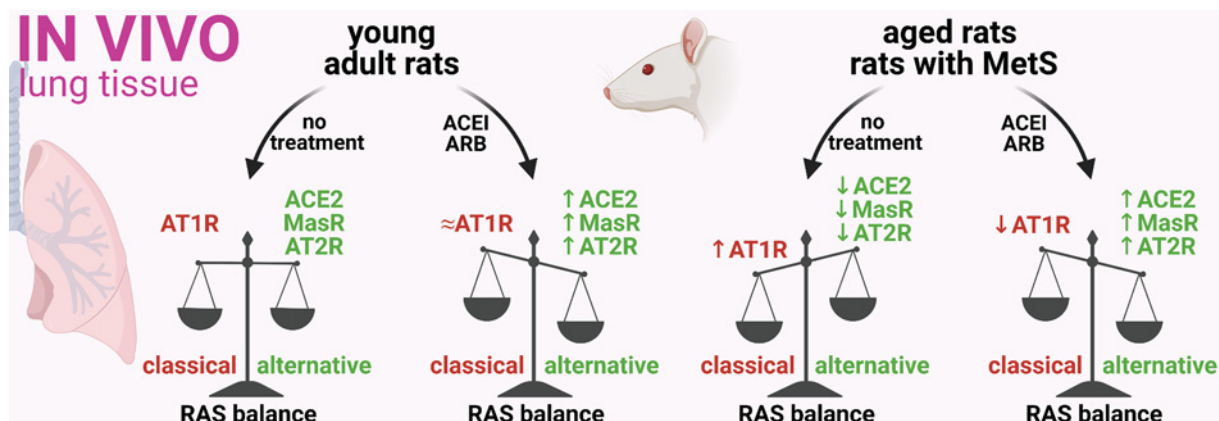 IN VIVO
lung tissue
young
adult rats
no
treatment
ACEI
ARB
AT1R
ACE2
MasR
AT2R
classical alternative
RAS balance
≈AT1R
↑ACE2
↑MasR
↑AT2R
classical alternative
RAS balance
aged rats
rats with MetS
no
treatment
ACEI
ARB
↑AT1R
↓ACE2
↓MasR
↓AT2R
classical alternative
RAS balance
↓AT1R
↑ACE2
↑MasR
↑AT2R
classical alternative
RAS balance